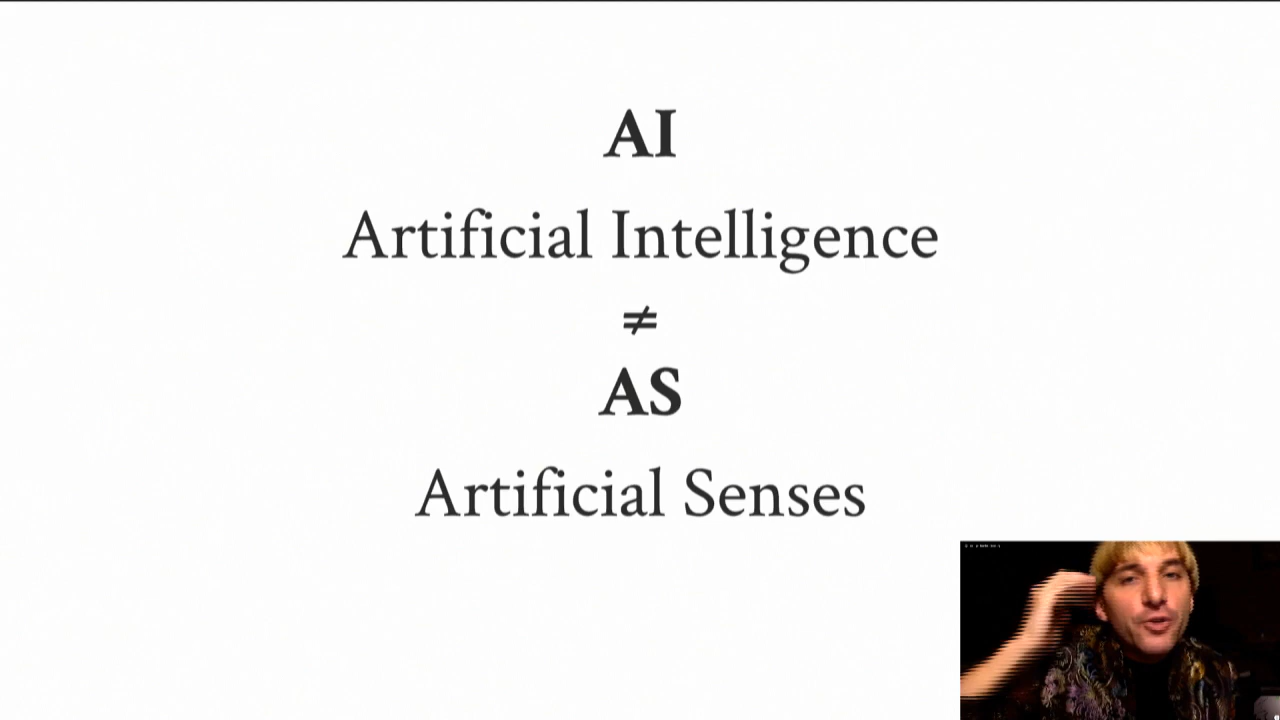 AI
Artificial Intelligence
≠
AS
Artificial Senses